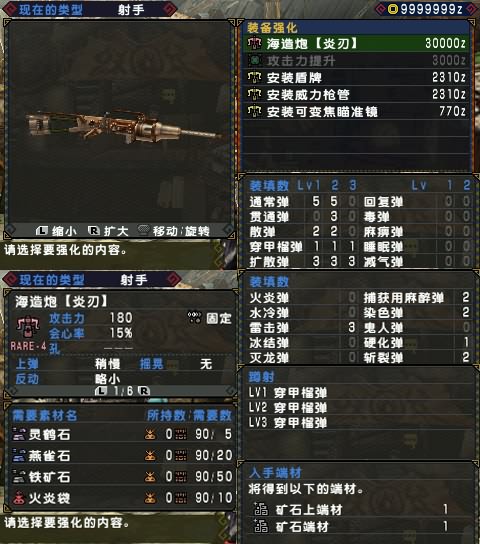 现在的类型 射手
9999999z
装备强化
海造炮【炎刃】 30000z
攻击力提升 3000z
安装盾牌 2310z
安装威力枪管 2310z
安装可变焦瞄准镜 770z
L 缩小 R 扩大 移动/旋转
请选择要强化的内容。
装填数 Lv1 2 3 Lv 1 2
通常弹 5 5 0 回复弹 0 0
贯通弹 0 3 0 毒弹 0 0
散弹 2 2 0 麻痹弹 0 0
穿甲榴弹 1 1 1 睡眠弹 0 0
扩散弹 3 3 3 减气弹 0 0
现在的类型 射手
海造炮【炎刃】
攻击力 180 固定
会心率 15%
RARE-4 孔 ---
上弹 稍慢 摇晃 无
反动 略小
L 1/6 R
需要素材名 所持数 需要数
灵鹤石 0 90/ 5
燕雀石 0 90/20
铁矿石 0 90/50
火炎袋 0 90/10
请选择要强化的内容。
装填数
火炎弹 0 捕获用麻醉弹 2
水冷弹 0 染色弹 2
雷击弹 3 鬼人弹 0
冰结弹 0 硬化弹 1
灭龙弹 0 斩裂弹 2
蹲射
LV1 穿甲榴弹
LV2 穿甲榴弹
LV3 穿甲榴弹
入手端材
将得到以下的端材。
矿石上端材 1
矿石端材 1